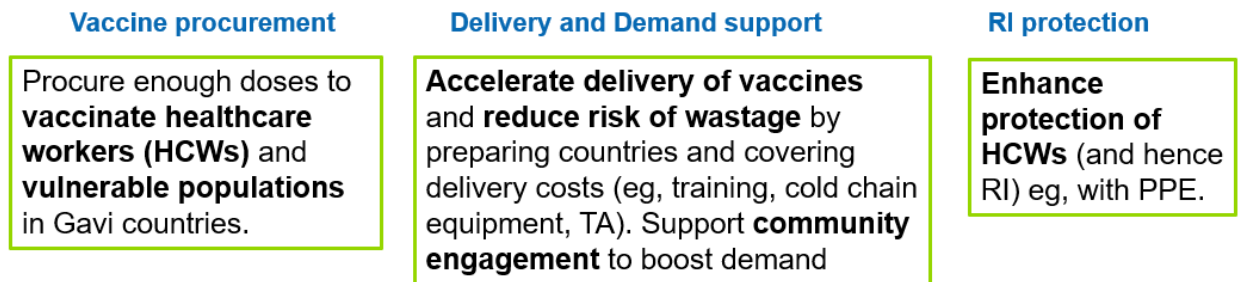 Vaccine procurement
Procure enough doses to
vaccinate healthcare
workers (HCWs) and
vulnerable populations
in Gavi countries.
Delivery and Demand support
Accelerate delivery of vaccines
and reduce risk of wastage by
preparing countries and covering
delivery costs (eg, training, cold chain
equipment, TA). Support community
engagement to boost demand
RI protection
Enhance
protection of
HCWs (and hence
RI) eg, with PPE.